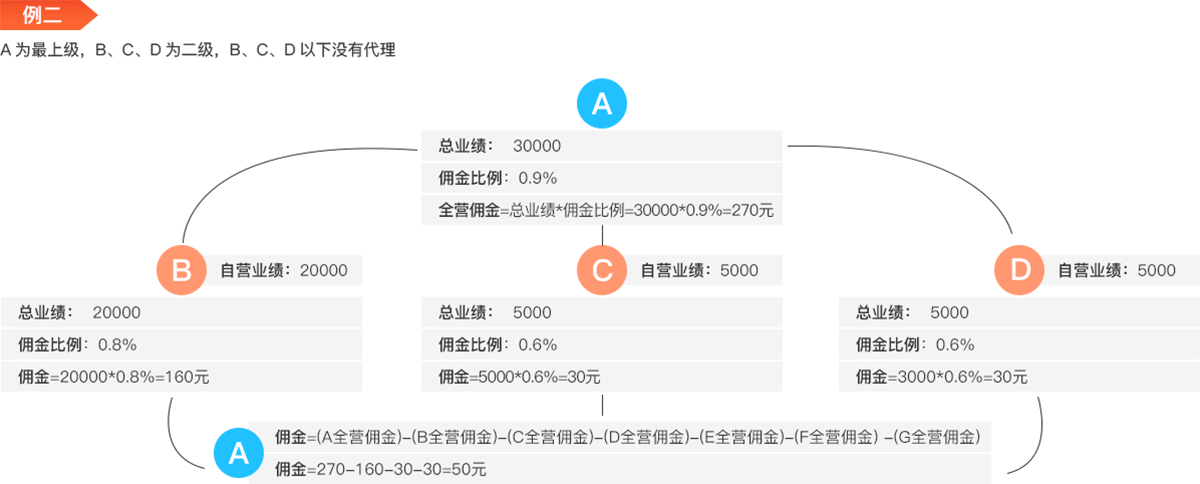 例二
A 为最上级，B、C、D 为二级，B、C、D 以下没有代理
A
总业绩： 30000
佣金比例：0.9%
全营佣金=总业绩*佣金比例=30000*0.9%=270元
B 自营业绩：20000
总业绩： 20000
佣金比例：0.8%
佣金=20000*0.8%=160元
C 自营业绩：5000
总业绩： 5000
佣金比例：0.6%
佣金=5000*0.6%=30元
D 自营业绩：5000
总业绩： 5000
佣金比例：0.6%
佣金=3000*0.6%=30元
A
佣金=(A全营佣金)-(B全营佣金)-(C全营佣金)-(D全营佣金)-(E全营佣金)-(F全营佣金) -(G全营佣金)
佣金=270-160-30-30=50元